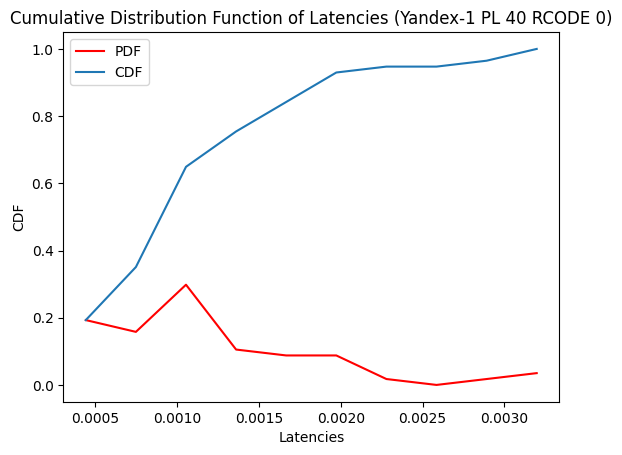 Cumulative Distribution Function of Latencies (Yandex-1 PL 40 RCODE 0)
PDF
CDF
1.0
0.8
0.6
0.4
0.2
0.0
CDF
0.0005 0.0010 0.0015 0.0020 0.0025 0.0030
Latencies